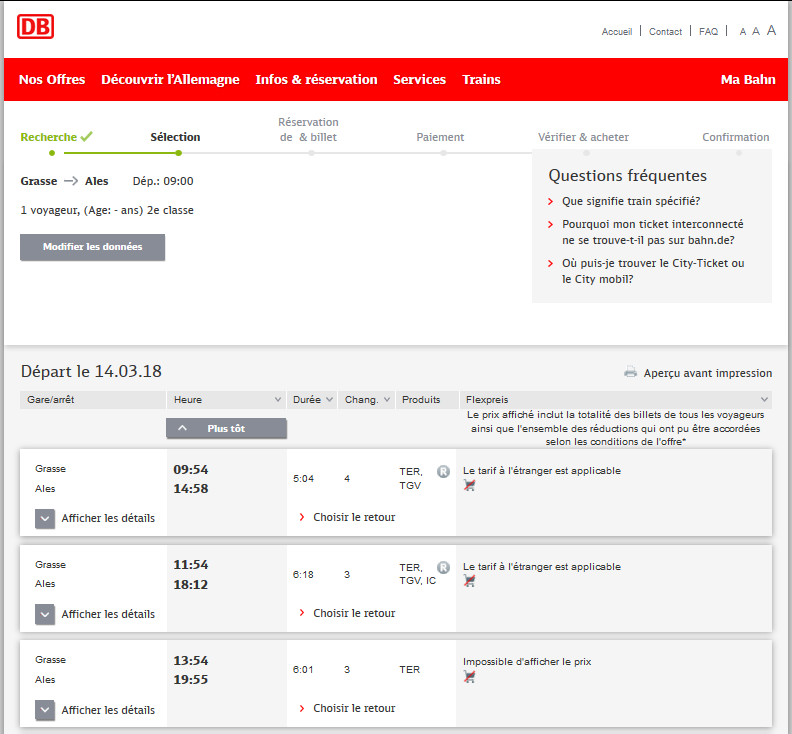 DB
Accueil | Contact | FAQ | A A A
Nos Offres Découvrir l'Allemagne Infos & réservation Services Trains Ma Bahn
Recherche Sélection Réservation de & billet Paiement Vérifier & acheter Confirmation
Grasse → Ales Dép.: 09:00
1 voyageur, (Age: - ans) 2e classe
Modifier les données
Questions fréquentes
Que signifie train spécifié?
Pourquoi mon ticket interconnecté
ne se trouve-t-il pas sur bahn.de?
Où puis-je trouver le City-Ticket ou
le City mobil?
Départ le 14.03.18
Aperçu avant impression
Gare/arrêt Heure Durée Chang. Produits Flexpreis
Plus tôt
Le prix affiché inclut la totalité des billets de tous les voyageurs
ainsi que l'ensemble des réductions qui ont pu être accordées
selon les conditions de l'offre*
Grasse 09:54
Ales 14:58
5:04 4 TER, R
TGV
Le tarif à l'étranger est applicable
Afficher les détails
Choisir le retour
Grasse 11:54
Ales 18:12
6:18 3 TER, R
TGV, IC
Le tarif à l'étranger est applicable
Afficher les détails
Choisir le retour
Grasse 13:54
Ales 19:55
6:01 3 TER
Impossible d'afficher le prix
Afficher les détails
Choisir le retour